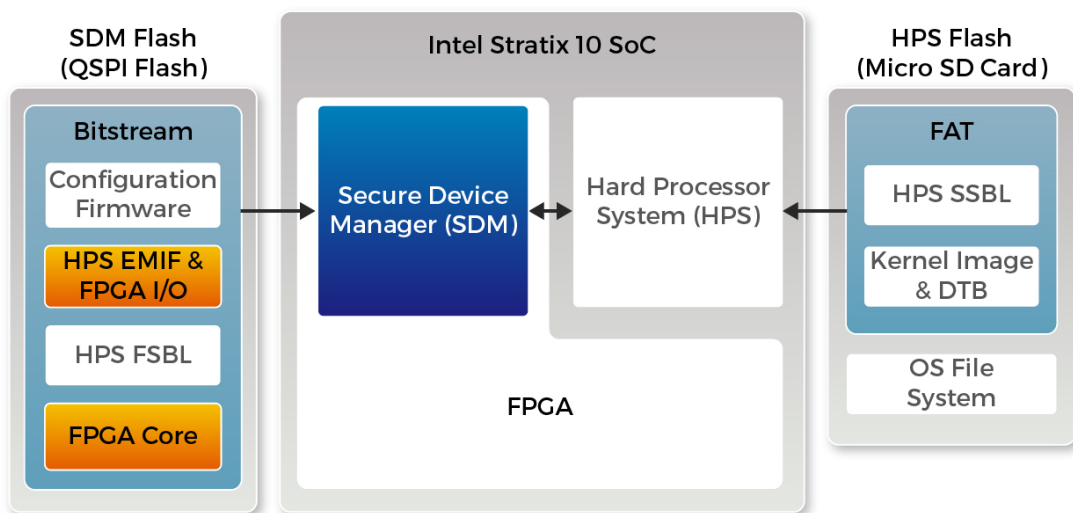 SDM Flash
(QSPI Flash)
Bitstream
Configuration
Firmware
HPS EMIF &
FPGA I/O
HPS FSBL
FPGA Core
Intel Stratix 10 SoC
Secure Device
Manager (SDM)
Hard Processor
System (HPS)
FPGA
HPS Flash
(Micro SD Card)
FAT
HPS SSBL
Kernel Image
& DTB
OS File
System